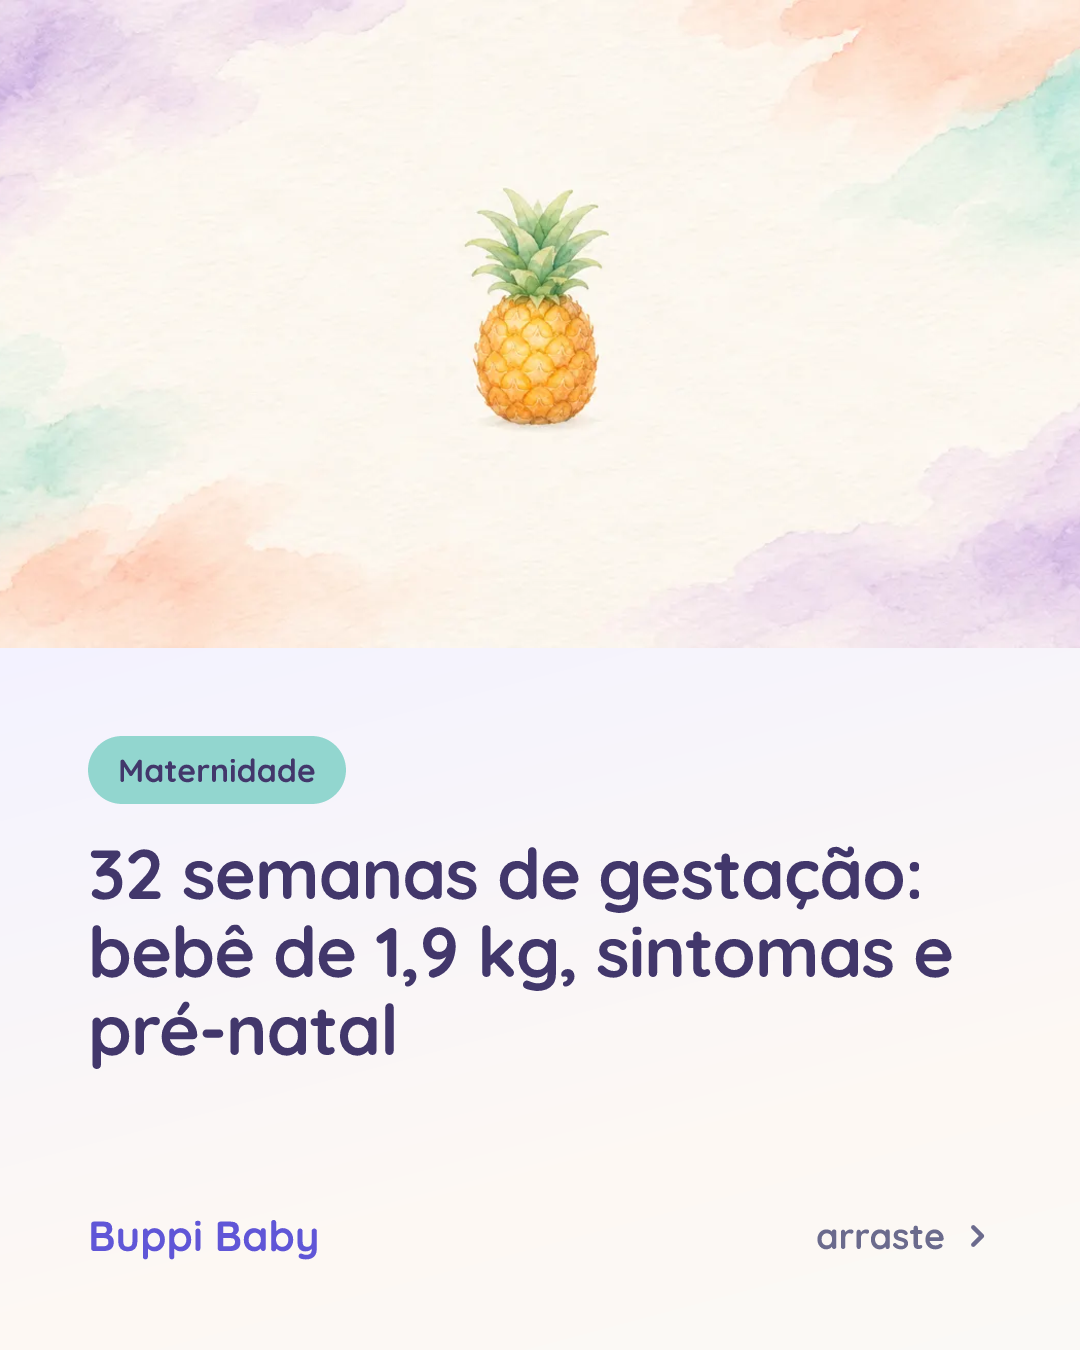 Maternidade
32 semanas de gestação:
bebê de 1,9 kg, sintomas e
pré-natal
Buppi Baby
arraste